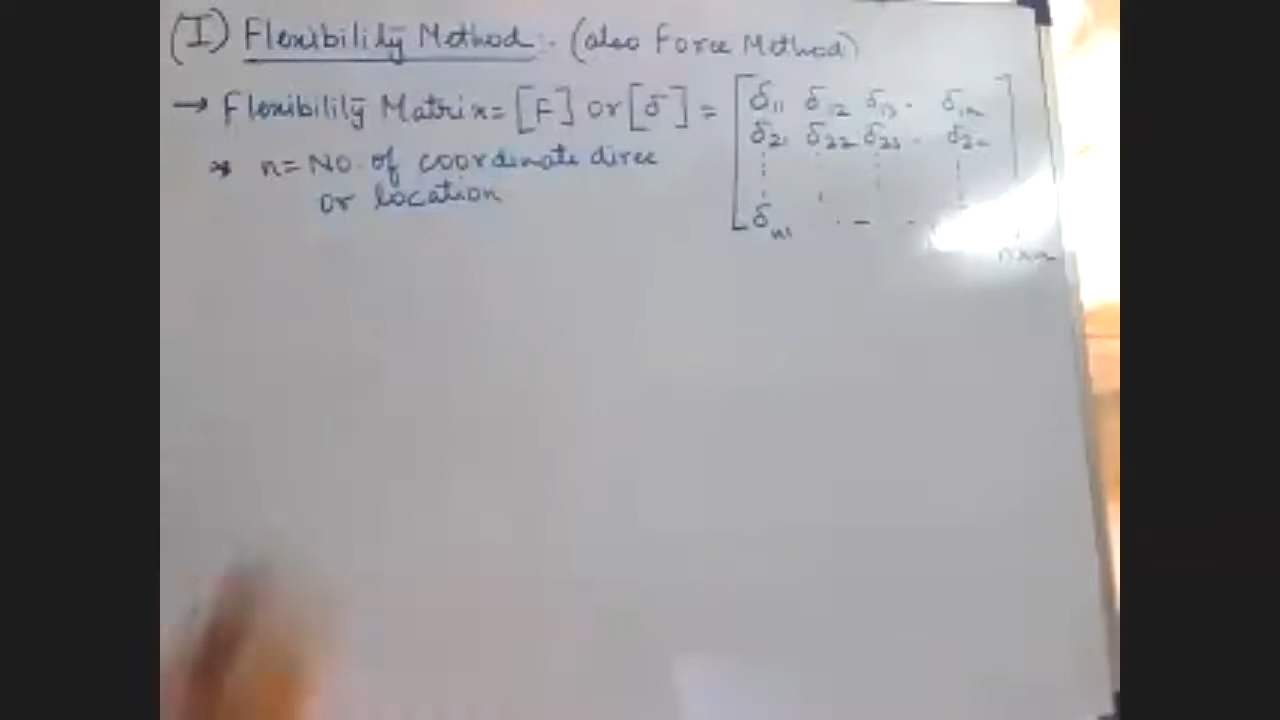 (I) Flexibility Method :- (also Force Method)
→ Flexibility Matrix = [F] or [δ] = [δ11 δ12 δ13 . δ1n
δ21 δ22 δ23 . δ2n
δn1 . – . ]n×n
* n = No. of coordinate direc
or location